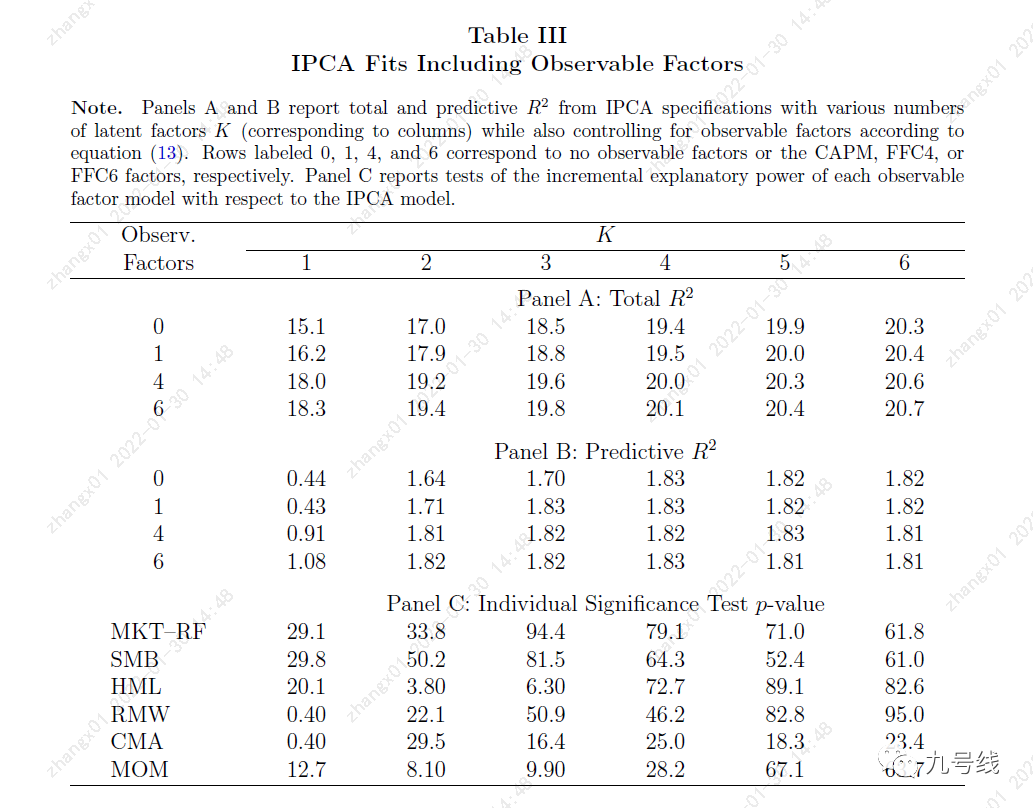 Table III
IPCA Fits Including Observable Factors
Note. Panels A and B report total and predictive R² from IPCA specifications with various numbers
of latent factors K (corresponding to columns) while also controlling for observable factors according to
equation (13). Rows labeled 0, 1, 4, and 6 correspond to no observable factors or the CAPM, FFC4, or
FFC6 factors, respectively. Panel C reports tests of the incremental explanatory power of each observable
factor model with respect to the IPCA model.
Observ. K
Factors 1 2 3 4 5 6
Panel A: Total R²
0 15.1 17.0 18.5 19.4 19.9 20.3
1 16.2 17.9 18.8 19.5 20.0 20.4
4 18.0 19.2 19.6 20.0 20.3 20.6
6 18.3 19.4 19.8 20.1 20.4 20.7
Panel B: Predictive R²
0 0.44 1.64 1.70 1.83 1.82 1.82
1 0.43 1.71 1.83 1.83 1.82 1.82
4 0.91 1.81 1.82 1.82 1.83 1.81
6 1.08 1.82 1.82 1.83 1.81 1.81
Panel C: Individual Significance Test p-value
MKT–RF 29.1 33.8 94.4 79.1 71.0 61.8
SMB 29.8 50.2 81.5 64.3 52.4 61.0
HML 20.1 3.80 6.30 72.7 89.1 82.6
RMW 0.40 22.1 50.9 46.2 82.8 95.0
CMA 0.40 29.5 16.4 25.0 18.3 23.4
MOM 12.7 8.10 9.90 28.2 67.1
九号线
zhangx01 2022-01-30 14:48